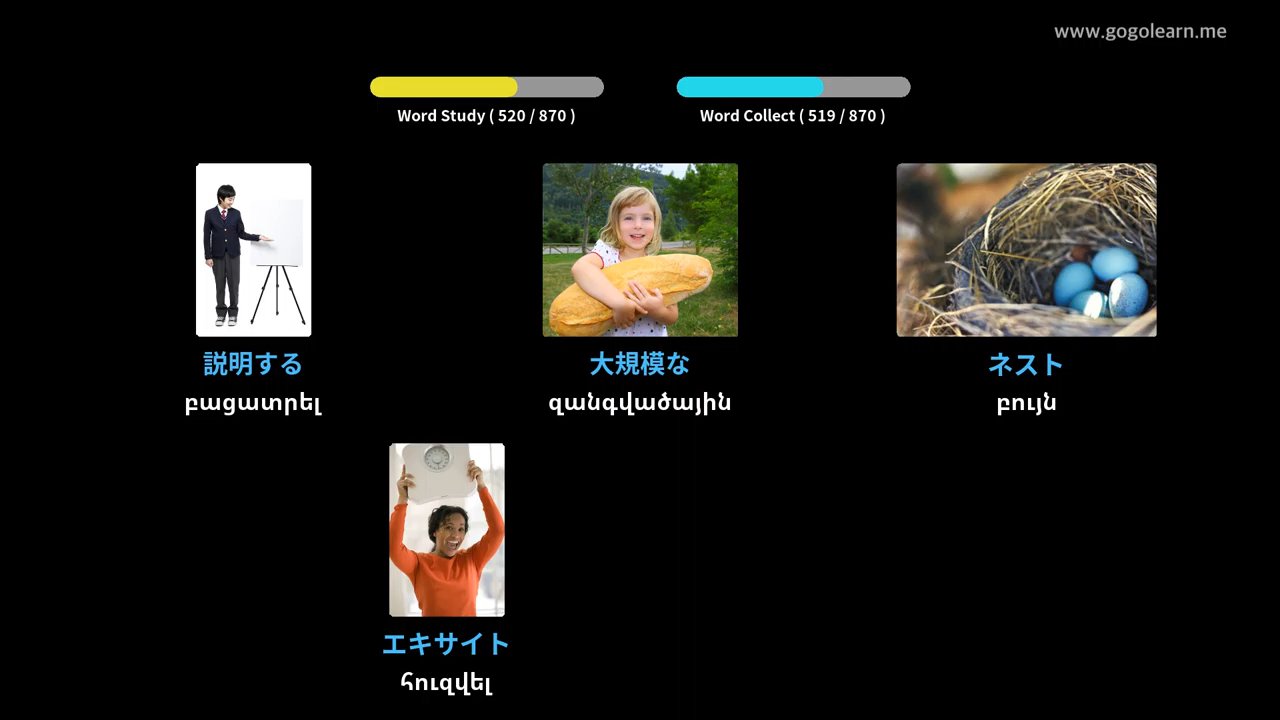 www.gogolearn.me
Word Study ( 520 / 870 )
Word Collect ( 519 / 870 )
説明する
բացատրել
大規模な
զանգվածային
ネスト
բույն
エキサイト
հուզվել